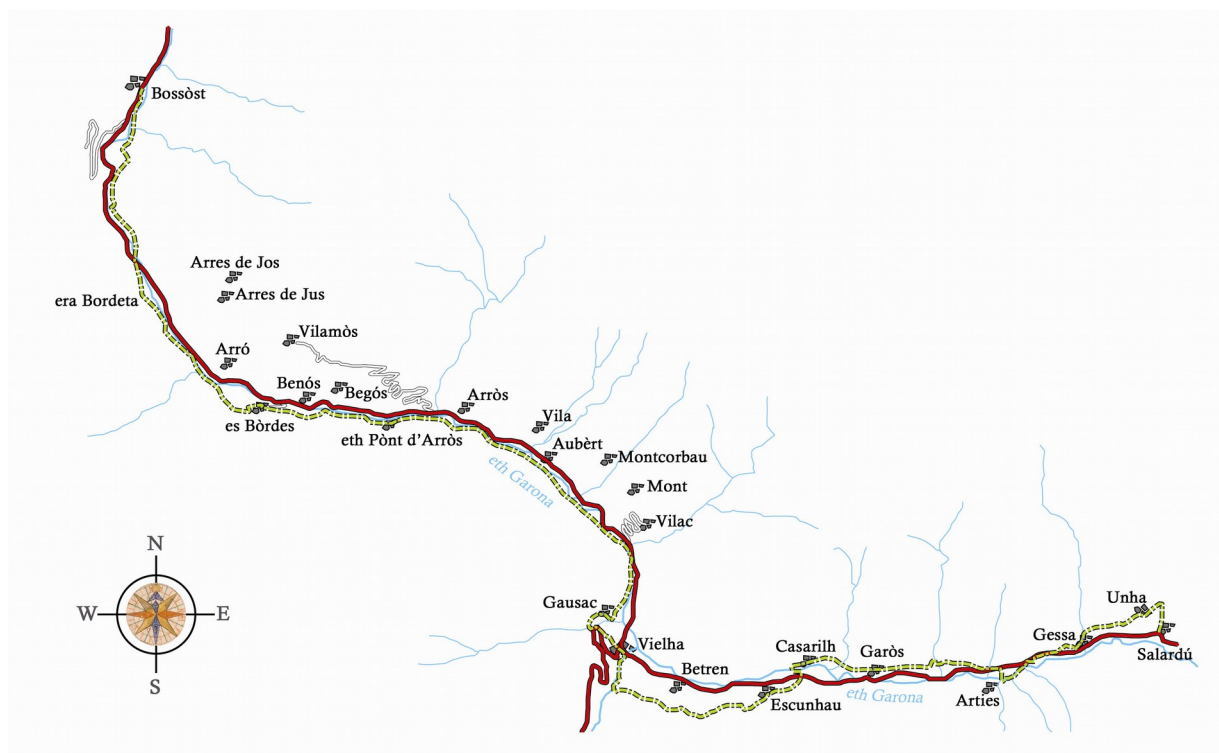 Bossòst
Arres de Jos
Arres de Jus
era Bordeta
Vilamòs
Arró
Benós
Begós
Arròs
es Bòrdes
eth Pònt d’Arròs
Vila
Aubèrt
Montcorbau
eth Garona
Mont
Vilac
N
W
E
S
Gausac
Vielha
Unha
Gessa
Salardú
Casarilh
Garòs
Betren
Escunhau
eth Garona
Arties